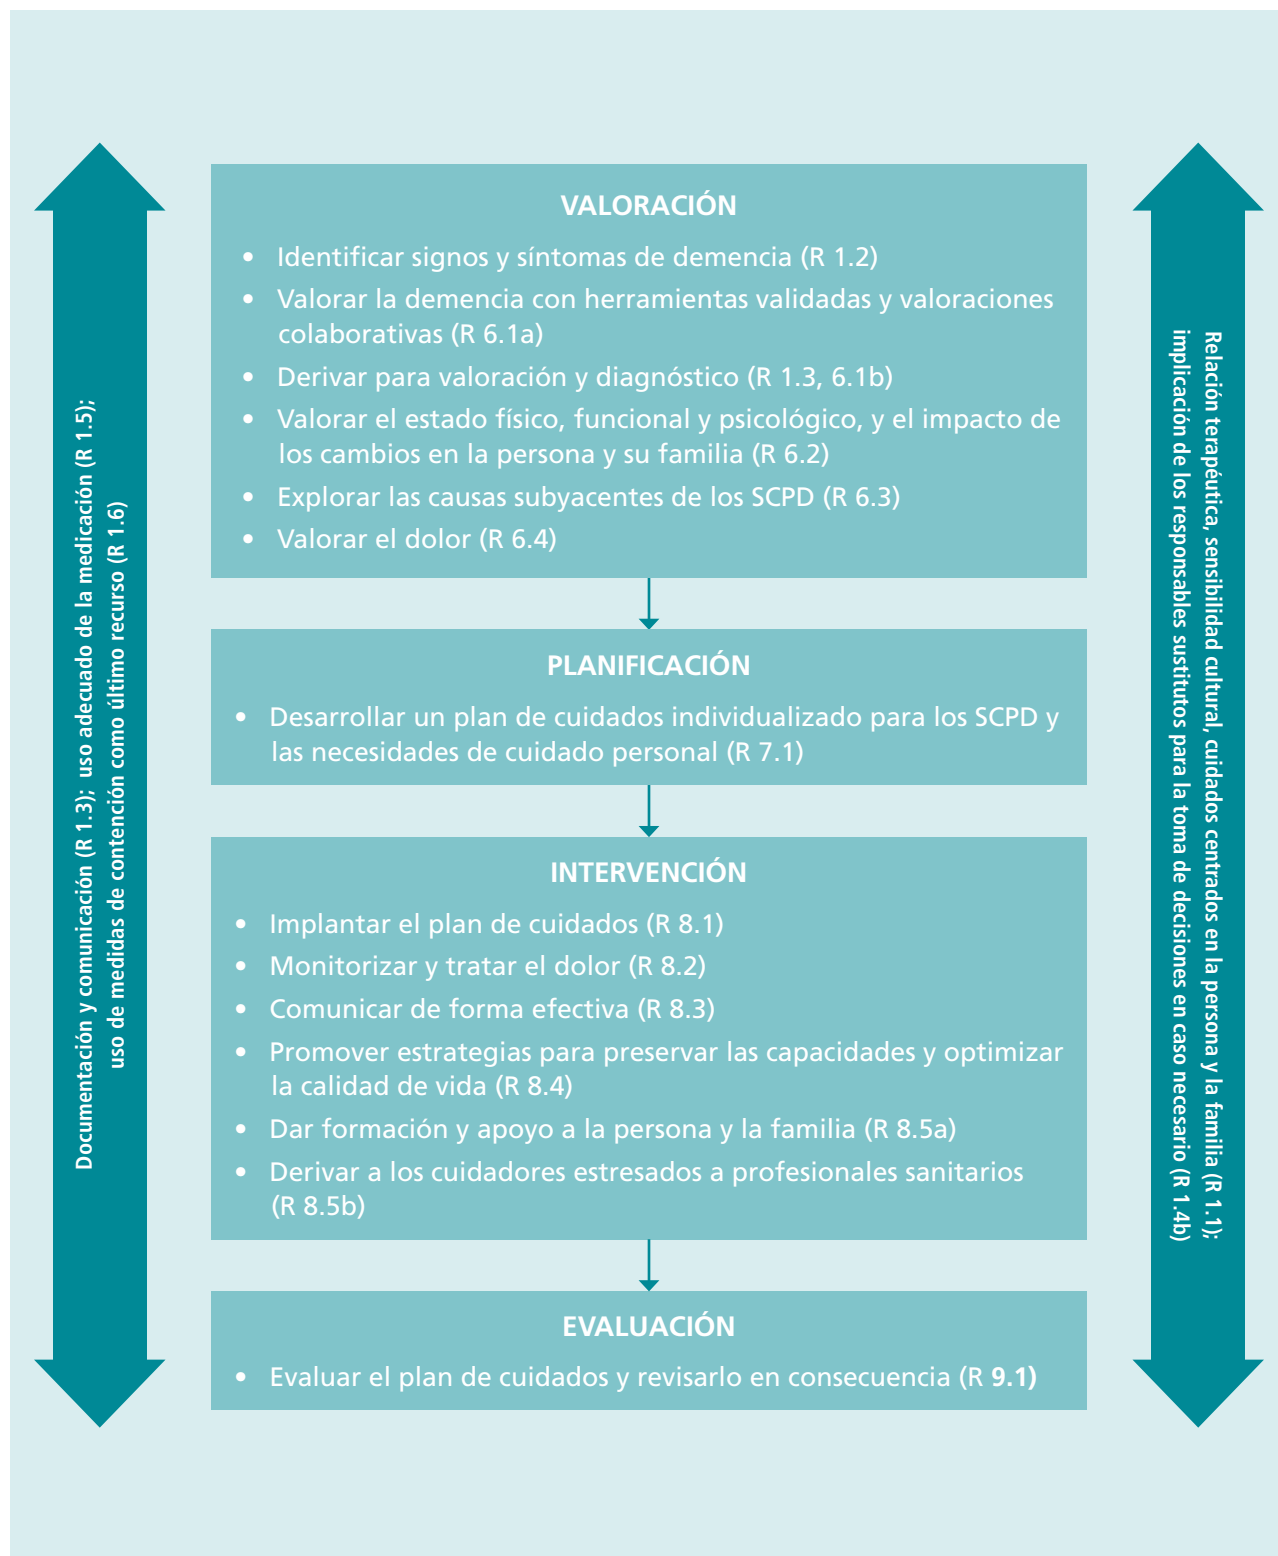 Documentación y comunicación (R 1.3); uso adecuado de la medicación (R 1.5);
uso de medidas de contención como último recurso (R 1.6)
VALORACIÓN
• Identificar signos y síntomas de demencia (R 1.2)
• Valorar la demencia con herramientas validadas y valoraciones
colaborativas (R 6.1a)
• Derivar para valoración y diagnóstico (R 1.3, 6.1b)
• Valorar el estado físico, funcional y psicológico, y el impacto de
los cambios en la persona y su familia (R 6.2)
• Explorar las causas subyacentes de los SCPD (R 6.3)
• Valorar el dolor (R 6.4)
PLANIFICACIÓN
• Desarrollar un plan de cuidados individualizado para los SCPD y
las necesidades de cuidado personal (R 7.1)
INTERVENCIÓN
• Implantar el plan de cuidados (R 8.1)
• Monitorizar y tratar el dolor (R 8.2)
• Comunicar de forma efectiva (R 8.3)
• Promover estrategias para preservar las capacidades y optimizar
la calidad de vida (R 8.4)
• Dar formación y apoyo a la persona y la familia (R 8.5a)
• Derivar a los cuidadores estresados a profesionales sanitarios
(R 8.5b)
EVALUACIÓN
• Evaluar el plan de cuidados y revisarlo en consecuencia (R 9.1)
Relación terapéutica, sensibilidad cultural, cuidados centrados en la persona y la familia (R 1.1);
implicación de los responsables sustitutos para la toma de decisiones en caso necesario (R 1.4b)